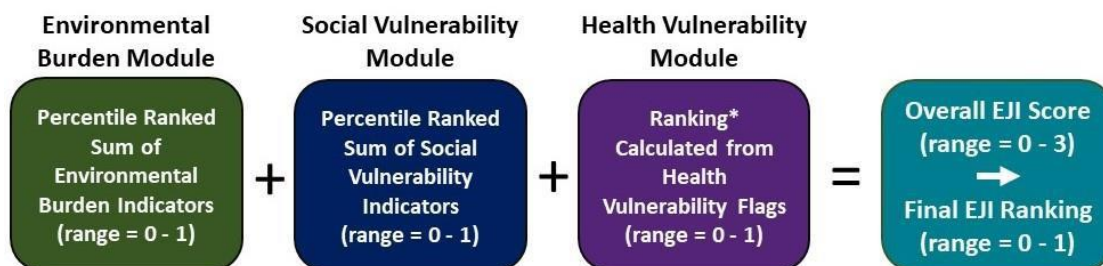 Environmental
Burden Module
Percentile Ranked
Sum of
Environmental
Burden Indicators
(range = 0 - 1)
+
Social Vulnerability
Module
Percentile Ranked
Sum of Social
Vulnerability
Indicators
(range = 0 - 1)
+
Health Vulnerability
Module
Ranking*
Calculated from
Health
Vulnerability Flags
(range = 0 - 1)
=
Overall EJI Score
(range = 0 - 3)
Final EJI Ranking
(range = 0 - 1)